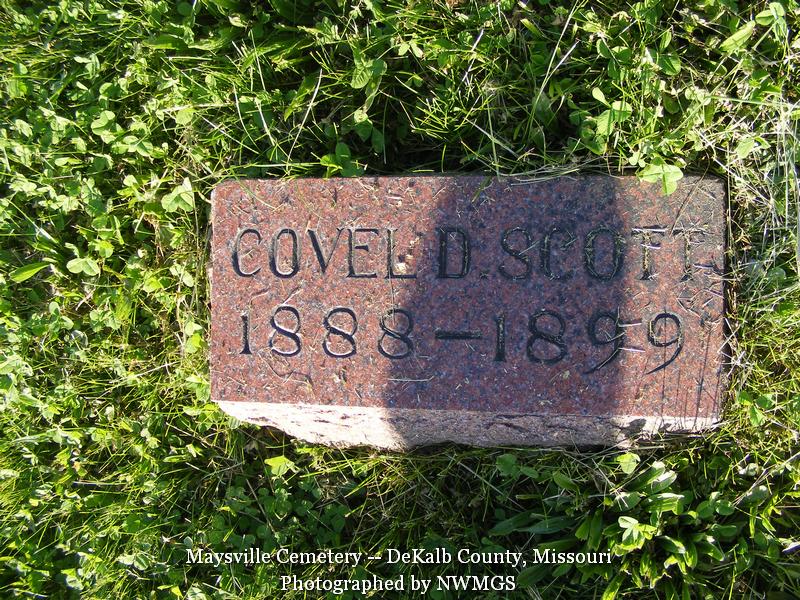 COVEL D. SCOTT
1888–1899
Maysville Cemetery -- DeKalb County, Missouri
Photographed by NWMGS